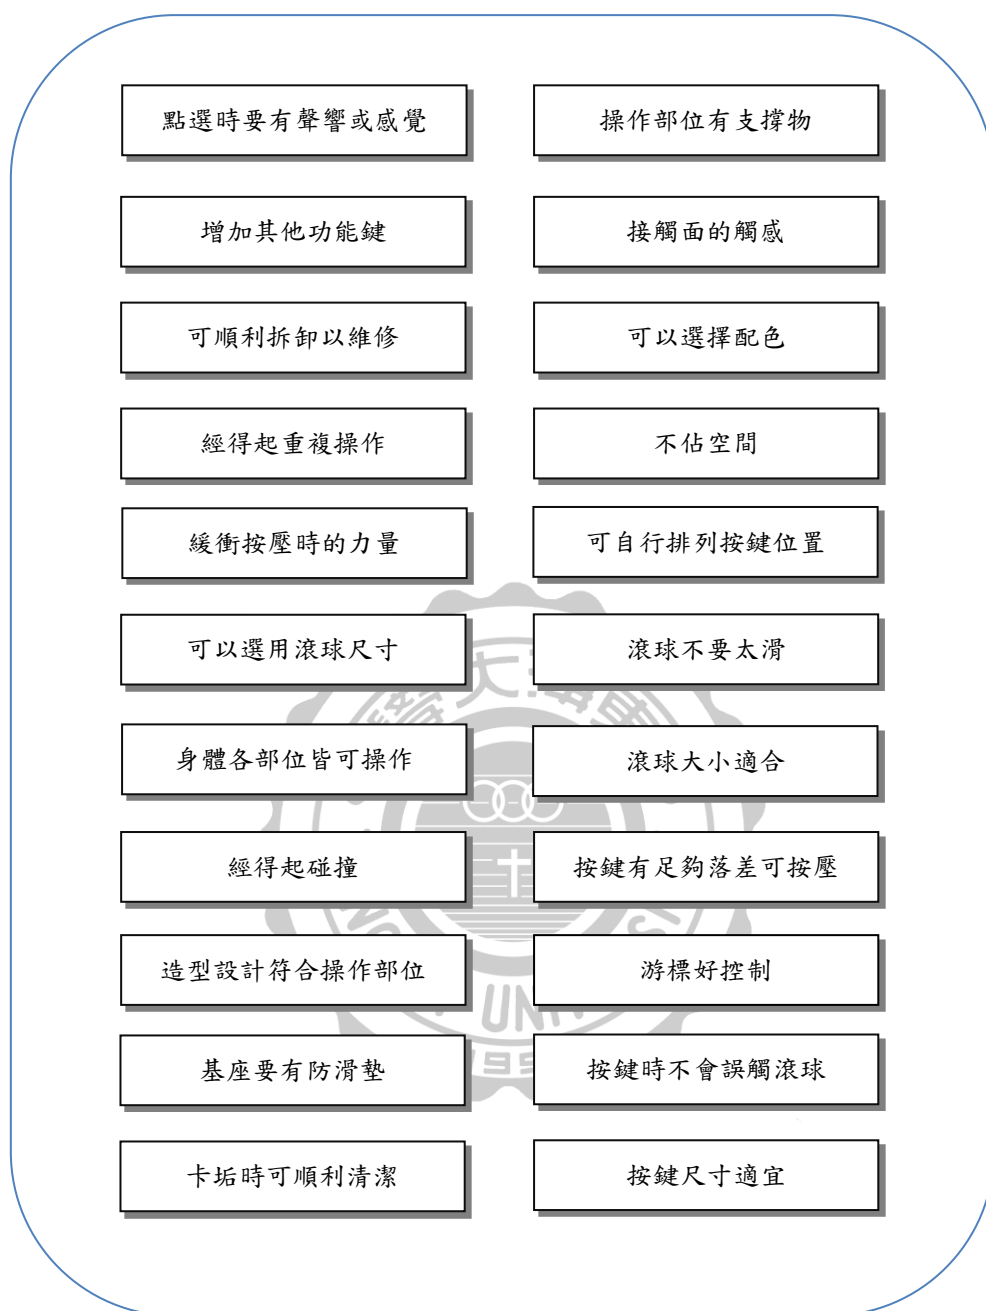 點選時要有聲響或感覺
操作部位有支撐物
增加其他功能鍵
接觸面的觸感
可順利拆卸以維修
可以選擇配色
經得起重複操作
不佔空間
緩衝按壓時的力量
可自行排列按鍵位置
可以選用滾球尺寸
滾球不要太滑
身體各部位皆可操作
滾球大小適合
經得起碰撞
按鍵有足夠落差可按壓
造型設計符合操作部位
游標好控制
基座要有防滑墊
按鍵時不會誤觸滾球
卡垢時可順利清潔
按鍵尺寸適宜